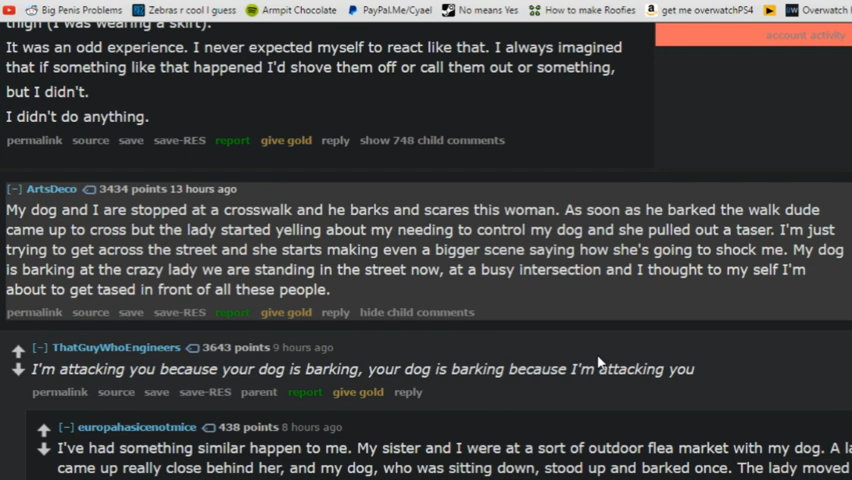 Big Penis Problems Zebras r cool I guess Armpit Chocolate PayPal.Me/Cyael No means Yes How to make Roofies get me overwatchPS4 Overwatch
thigh (I was wearing a skirt).
account activity
It was an odd experience. I never expected myself to react like that. I always imagined
that if something like that happened I'd shove them off or call them out or something,
but I didn't.
I didn't do anything.
permalink source save save-RES report give gold reply show 748 child comments
[-] ArtsDeco 3434 points 13 hours ago
My dog and I are stopped at a crosswalk and he barks and scares this woman. As soon as he barked the walk dude
came up to cross but the lady started yelling about my needing to control my dog and she pulled out a taser. I'm just
trying to get across the street and she starts making even a bigger scene saying how she's going to shock me. My dog
is barking at the crazy lady we are standing in the street now, at a busy intersection and I thought to my self I'm
about to get tased in front of all these people.
permalink source save save-RES report give gold reply hide child comments
[-] ThatGuyWhoEngineers 3643 points 9 hours ago
I'm attacking you because your dog is barking, your dog is barking because I'm attacking you
permalink source save save-RES parent report give gold reply
[-] europahasicenotmice 438 points 8 hours ago
I've had something similar happen to me. My sister and I were at a sort of outdoor flea market with my dog. A la
came up really close behind her, and my dog, who was sitting down, stood up and barked once. The lady moved